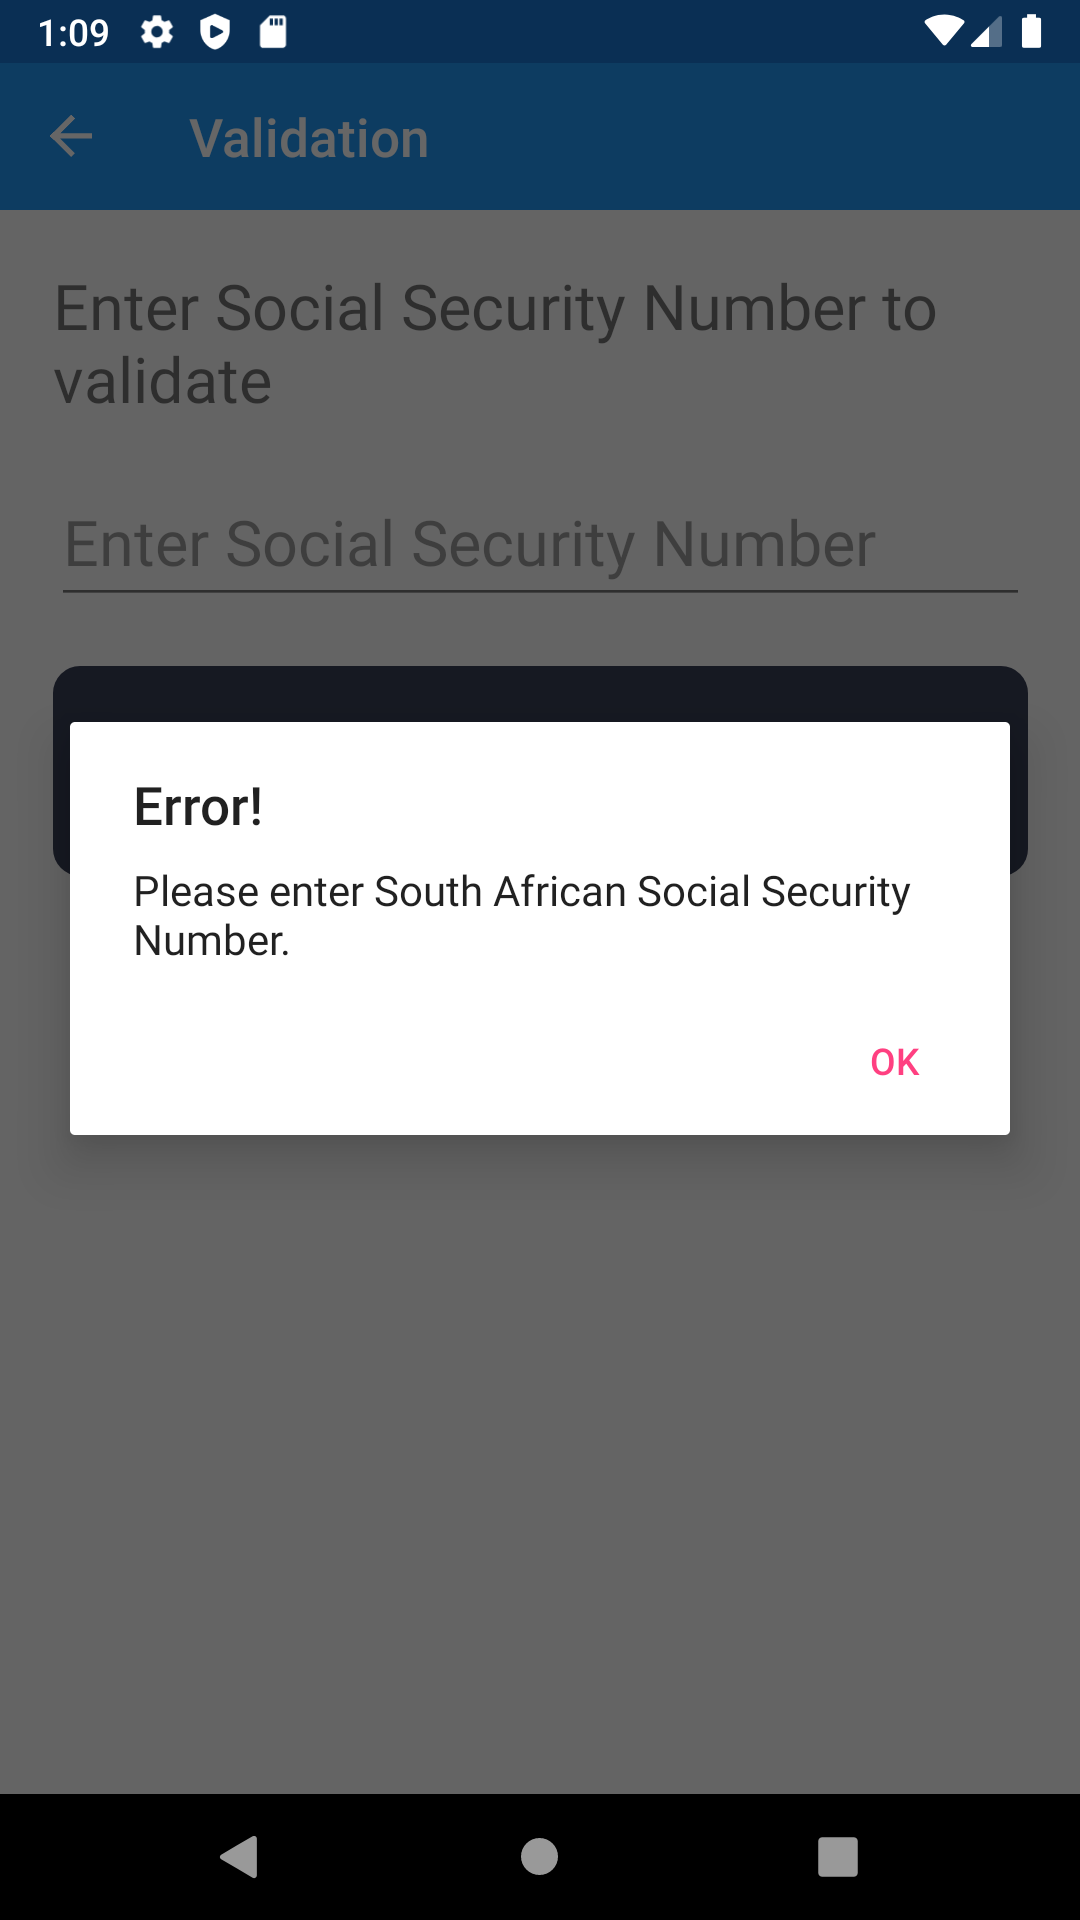 1:09
Validation
Enter Social Security Number to
validate
Enter Social Security Number
Error!
Please enter South African Social Security
Number.
OK